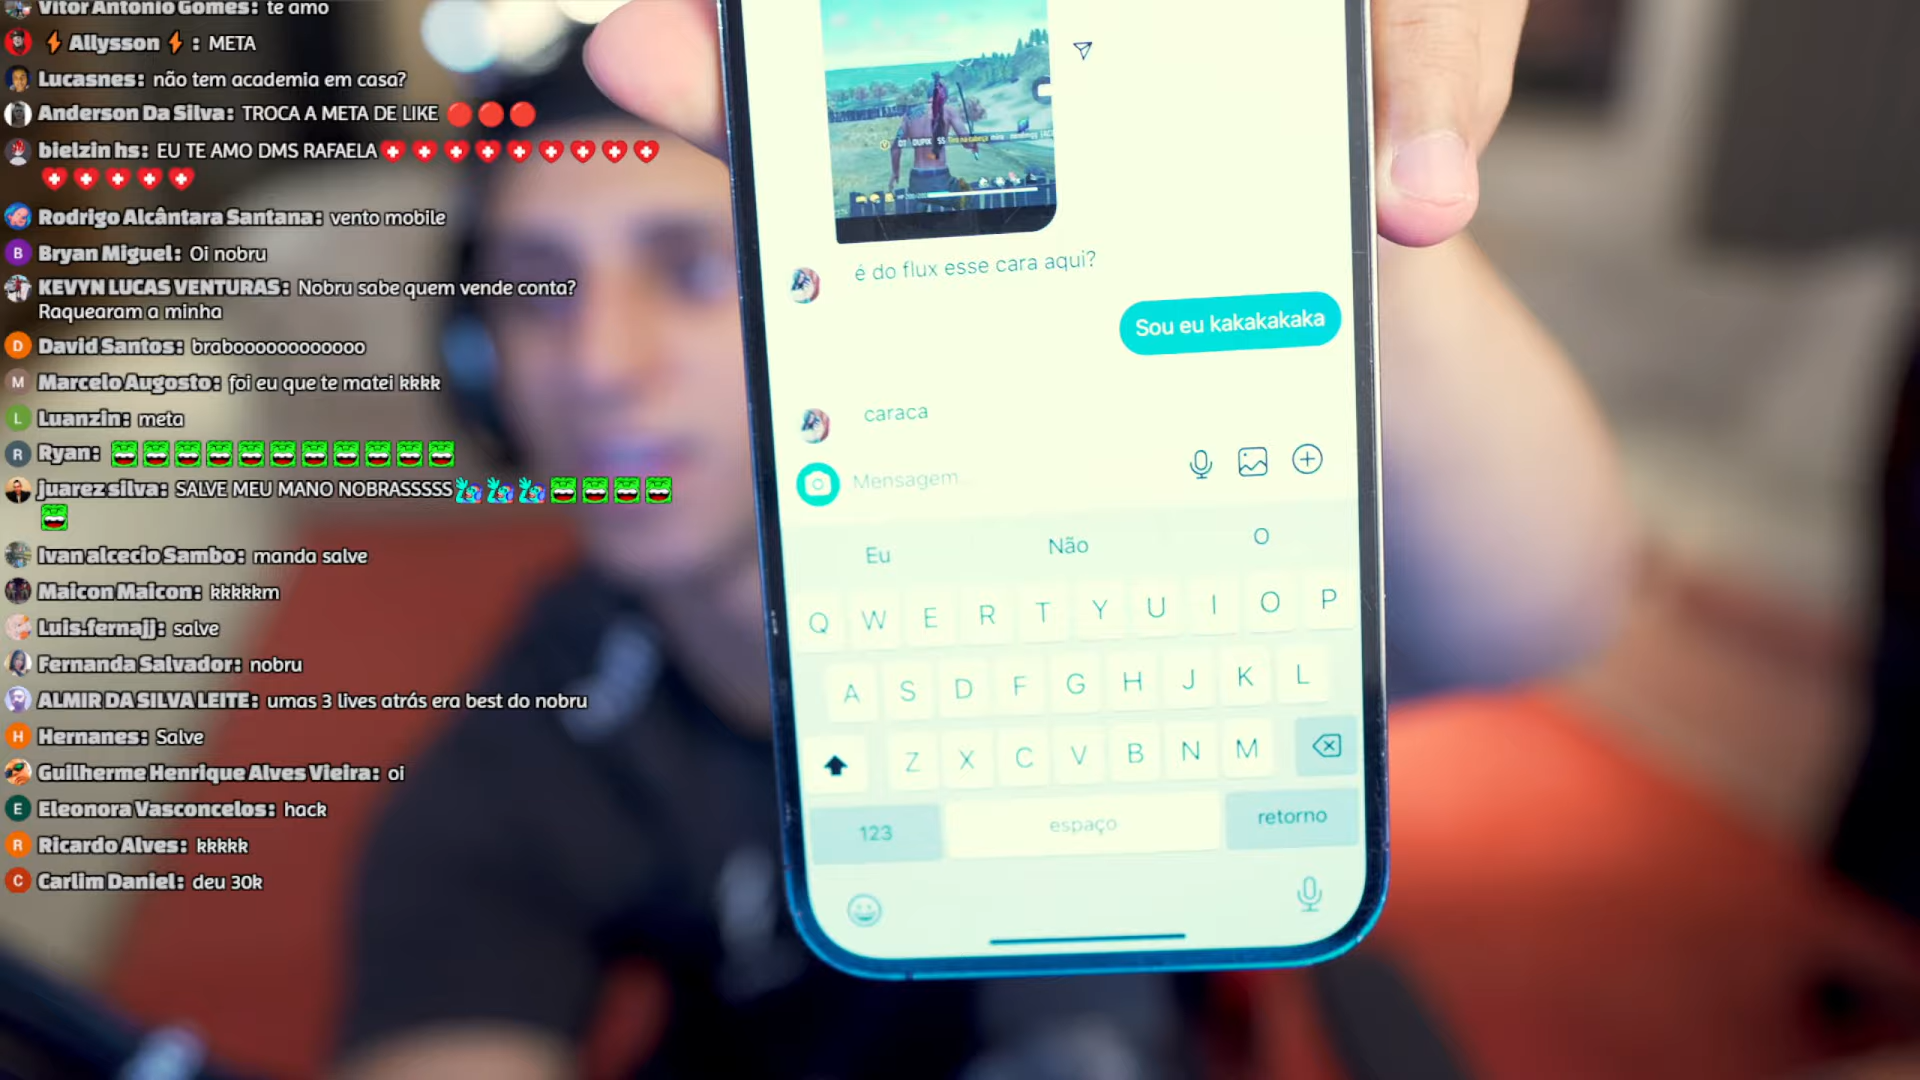 Vitor Antonio Gomes: te amo
⚡ Allysson ⚡ : META
Lucasnes: não tem academia em casa?
Anderson Da Silva: TROCA A META DE LIKE 🔴🔴🔴
bielzin hs: EU TE AMO DMS RAFAELA
Rodrigo Alcântara Santana: vento mobile
B Bryan Miguel: Oi nobru
KEVYN LUCAS VENTURAS: Nobru sabe quem vende conta?
Raquearam a minha
D David Santos: braboooooooooooo
M Marcelo Augosto: foi eu que te matei kkkk
L Luanzin: meta
R Ryan:
juarez silva: SALVE MEU MANO NOBRASSSSS
Ivan alcecio Sambo: manda salve
Maicon Maicon: kkkkkm
Luis.fernajj: salve
Fernanda Salvador: nobru
ALMIR DA SILVA LEITE: umas 3 lives atrás era best do nobru
H Hernanes: Salve
Guilherme Henrique Alves Vieira: oi
E Eleonora Vasconcelos: hack
R Ricardo Alves: kkkkk
C Carlim Daniel: deu 30k
é do flux esse cara aqui?
Sou eu kakakakaka
caraca
Mensagem...
Eu Não O
Q W E R T Y U I O P
A S D F G H J K L
Z X C V B N M
123 espaço retorno